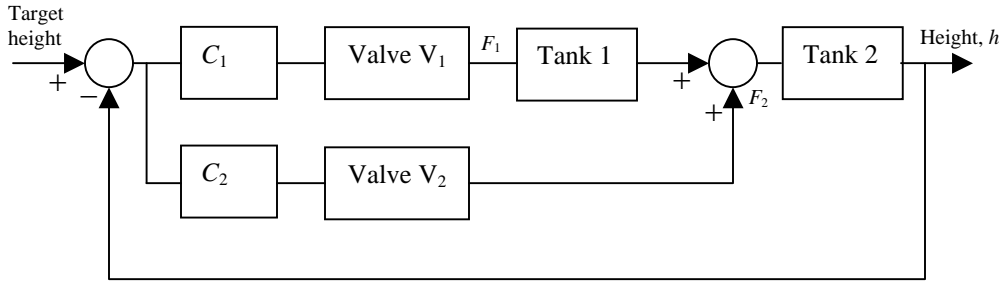 Target
height
C₁
Valve V₁
F₁
Tank 1
Tank 2
Height, h
+
−
+
+
F₂
C₂
Valve V₂